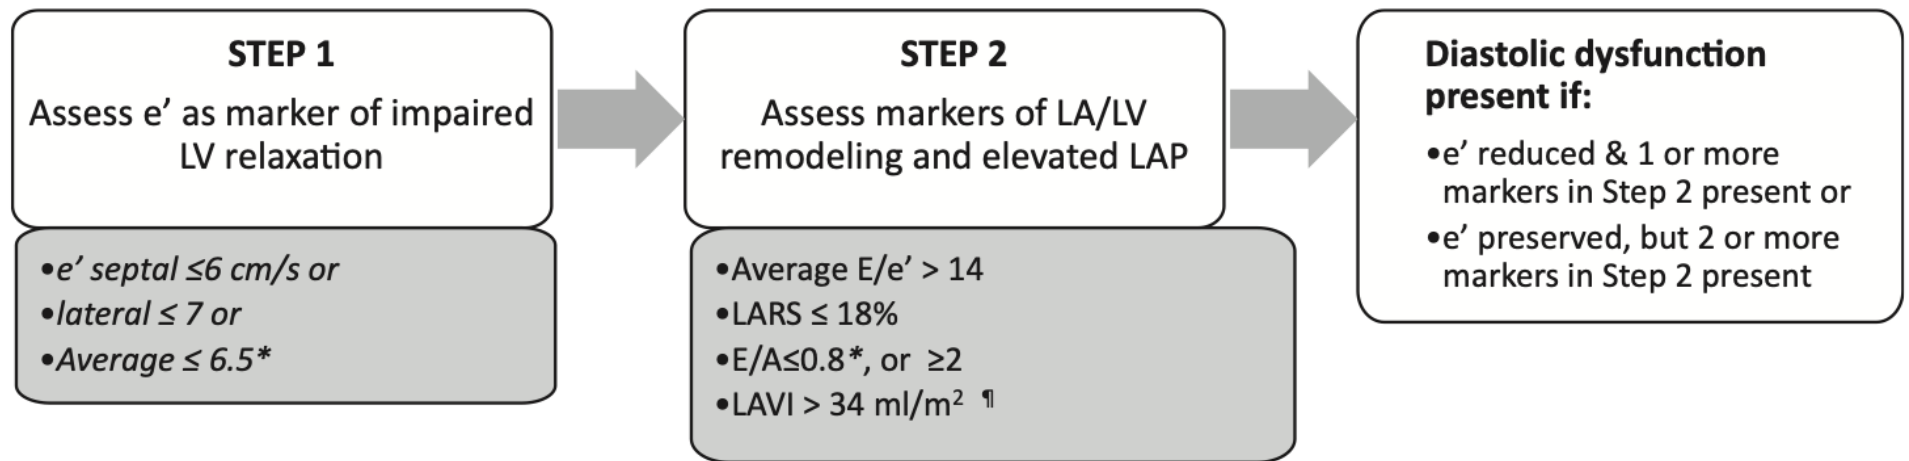 STEP 1
Assess e’ as marker of impaired
LV relaxation
•e’ septal ≤6 cm/s or
•lateral ≤ 7 or
•Average ≤ 6.5*
STEP 2
Assess markers of LA/LV
remodeling and elevated LAP
•Average E/e’ > 14
•LARS ≤ 18%
•E/A≤0.8*, or ≥2
•LAVI > 34 ml/m² ¶
Diastolic dysfunction
present if:
•e’ reduced & 1 or more
markers in Step 2 present or
•e’ preserved, but 2 or more
markers in Step 2 present